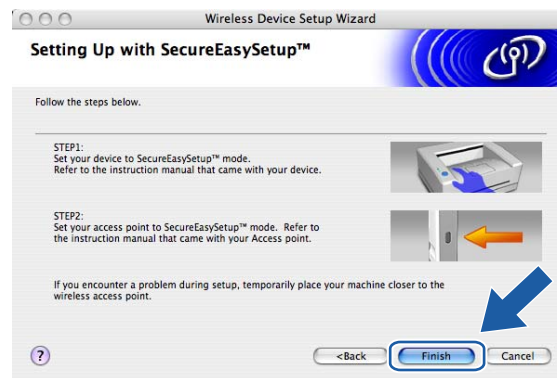 Wireless Device Setup Wizard
Setting Up with SecureEasySetup™
Follow the steps below.
STEP1:
Set your device to SecureEasySetup™ mode.
Refer to the instruction manual that came with your device.
STEP2:
Set your access point to SecureEasySetup™ mode. Refer to
the instruction manual that came with your Access point.
If you encounter a problem during setup, temporarily place your machine closer to the
wireless access point.
? <Back Finish Cancel